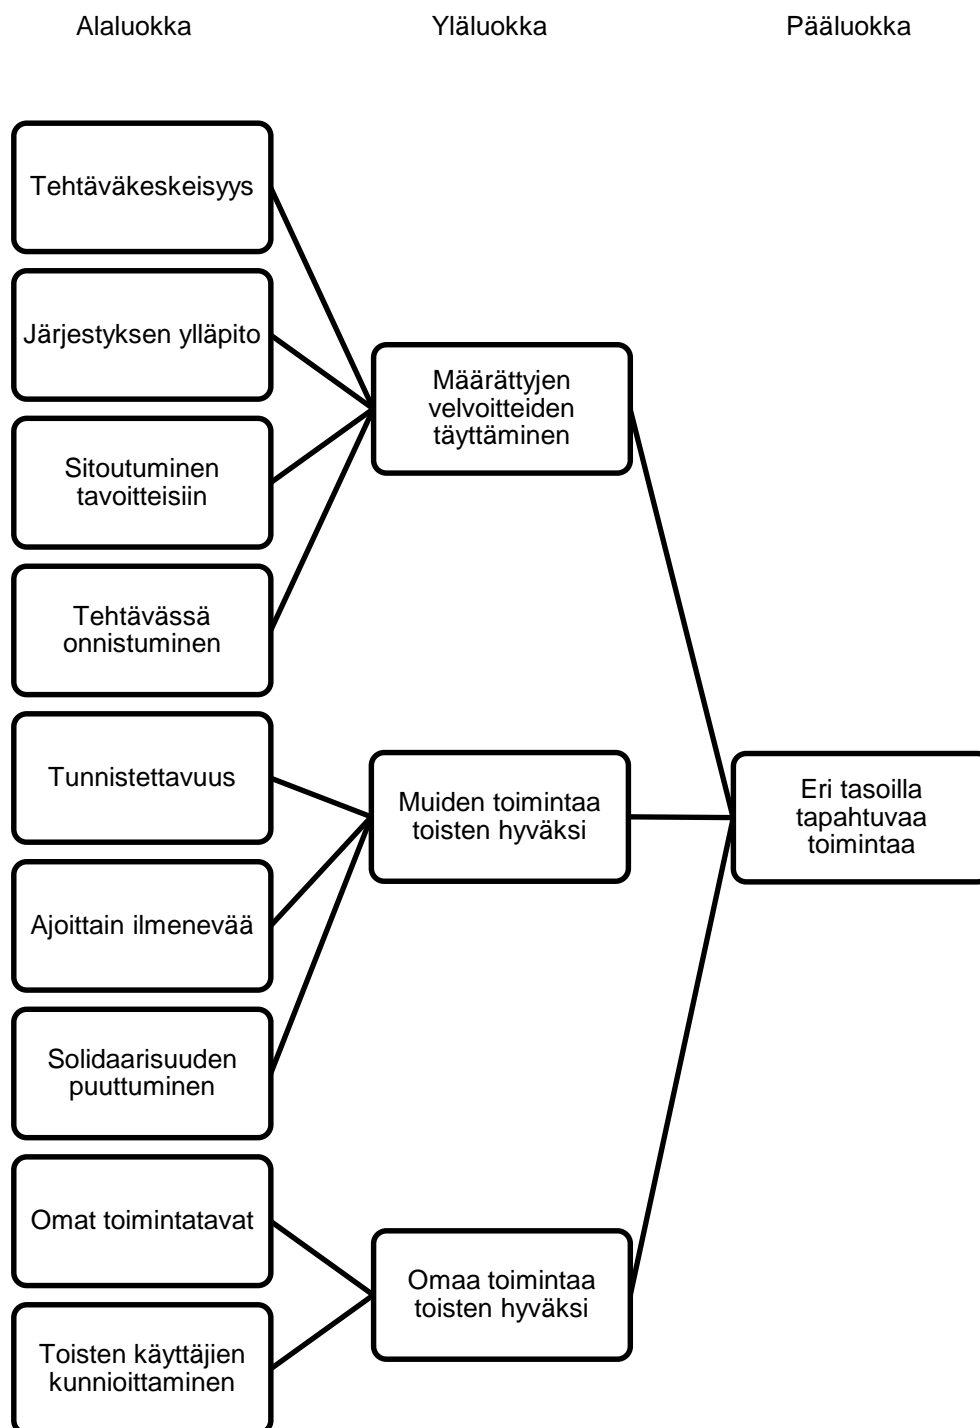 Alaluokka
Yläluokka
Pääluokka
Tehtäväkeskeisyys
Järjestyksen ylläpito
Sitoutuminen
tavoitteisiin
Tehtävässä
onnistuminen
Tunnistettavuus
Ajoittain ilmenevää
Solidaarisuuden
puuttuminen
Omat toimintatavat
Toisten käyttäjien
kunnioittaminen
Määrättyjen
velvoitteiden
täyttäminen
Muiden toimintaa
toisten hyväksi
Omaa toimintaa
toisten hyväksi
Eri tasoilla
tapahtuvaa
toimintaa